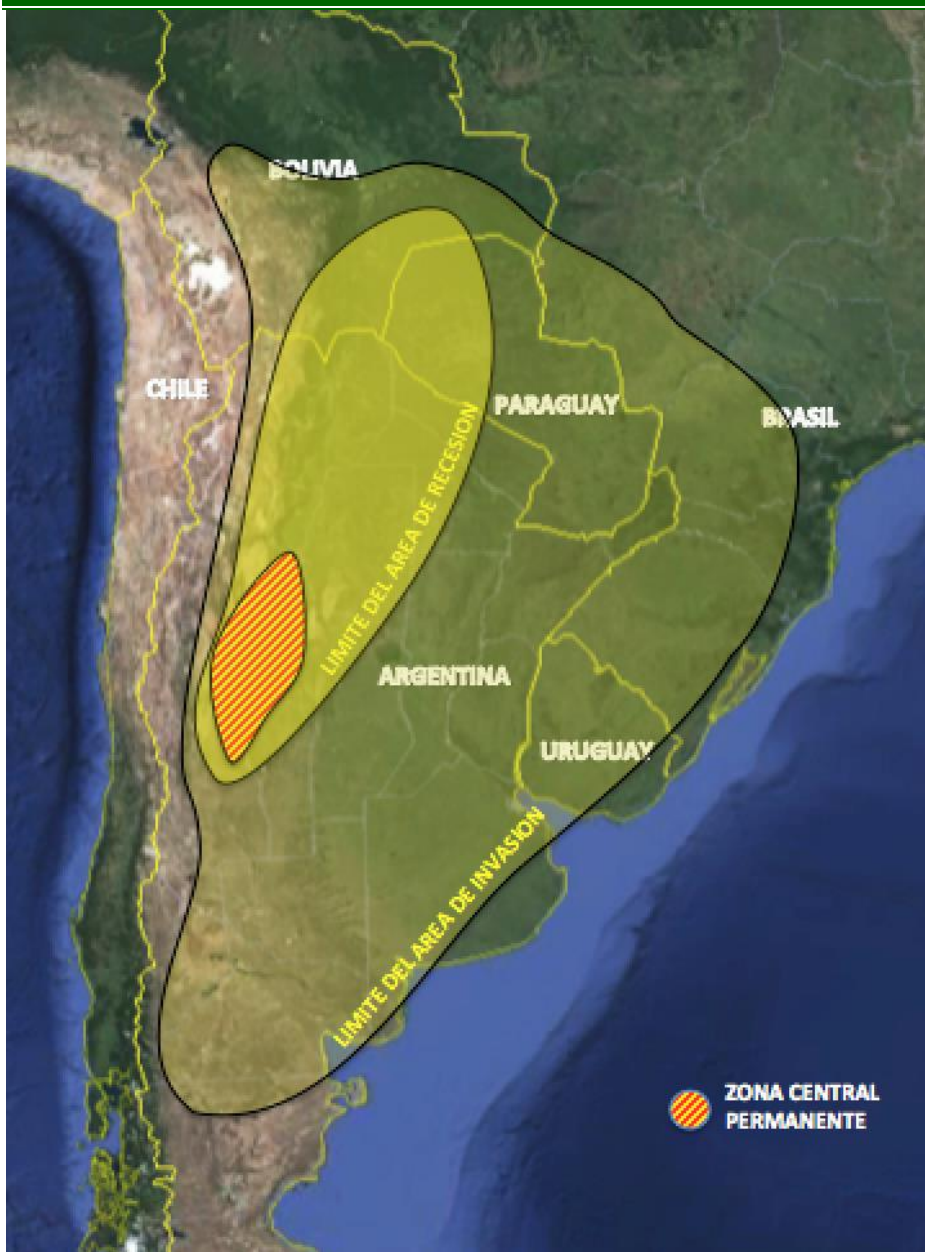 BOLIVIA
CHILE
PARAGUAY
BRASIL
LIMITE DEL AREA DE RECESION
ARGENTINA
URUGUAY
LIMITE DEL AREA DE INVASION
ZONA CENTRAL
PERMANENTE